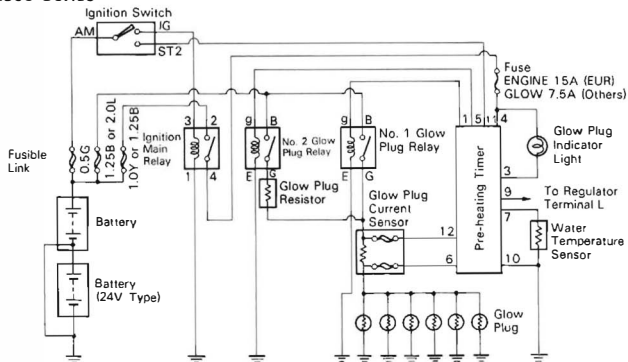 Ignition Switch
AM
IG
ST2
Fuse
ENGINE 15A (EUR)
GLOW 7.5A (Others)
3 2
g B
g B
1 5 11 4
Fusible
Link
0.5G
1.25B or 2.0L
1.0Y or 1.25B
Ignition
Main
Relay
No. 2 Glow
Plug Relay
No. 1 Glow
Plug Relay
Glow Plug
Indicator
Light
1 4
E G
E G
3
Pre-heating Timer
9
To Regulator
Terminal L
7
Glow Plug
Resistor
Glow Plug
Current
Sensor
12
6
10
Water
Temperature
Sensor
Battery
Battery
(24V Type)
Glow
Plug